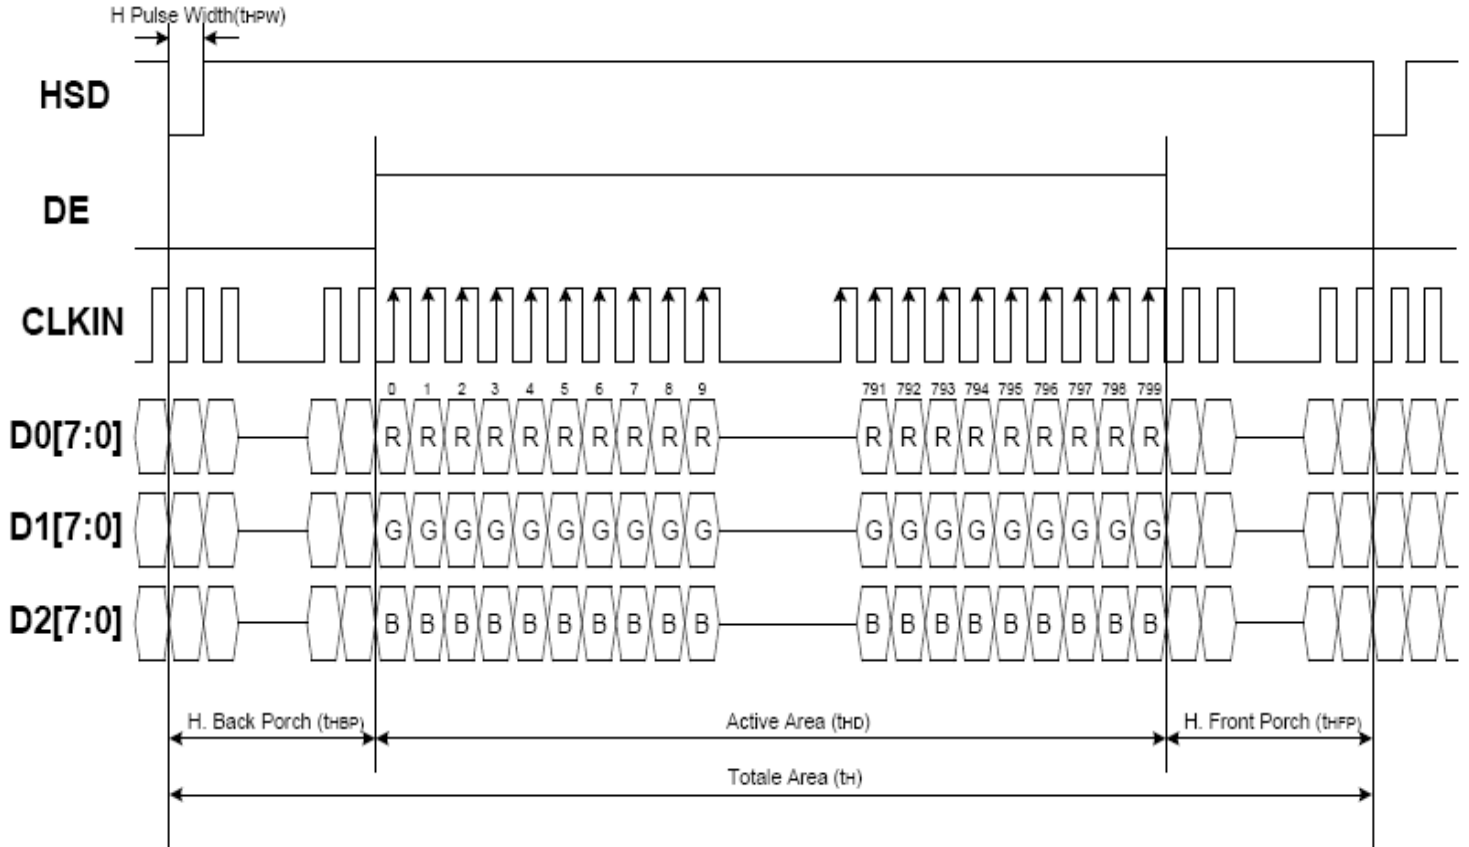 H Pulse Width(tHPW)
HSD
DE
CLKIN
0 1 2 3 4 5 6 7 8 9 791 792 793 794 795 796 797 798 799
D0[7:0] R R R R R R R R R R R R R R R R R R R
D1[7:0] G G G G G G G G G G G G G G G G G G G
D2[7:0] B B B B B B B B B B B B B B B B B B B
H. Back Porch (tHBP) Active Area (tHD) H. Front Porch (tHFP)
Totale Area (tH)